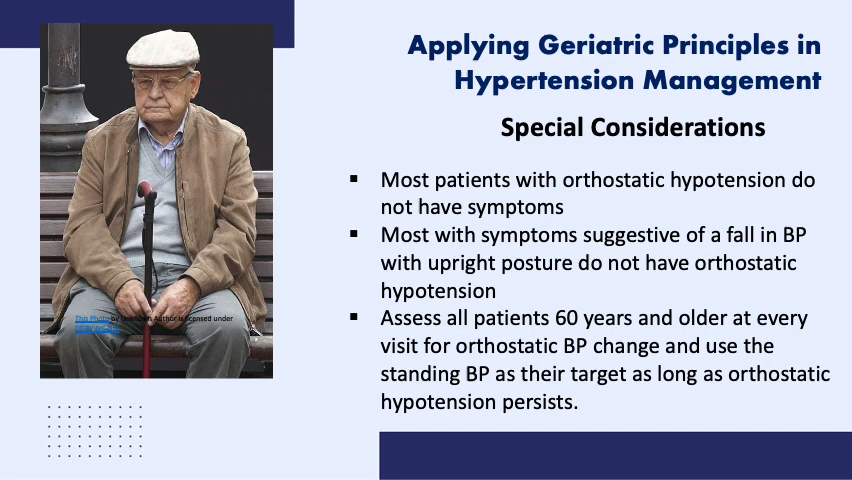 Applying Geriatric Principles in
Hypertension Management
Special Considerations
▪ Most patients with orthostatic hypotension do
not have symptoms
▪ Most with symptoms suggestive of a fall in BP
with upright posture do not have orthostatic
hypotension
▪ Assess all patients 60 years and older at every
visit for orthostatic BP change and use the
standing BP as their target as long as orthostatic
hypotension persists.
This Photo by Unknown Author is licensed under